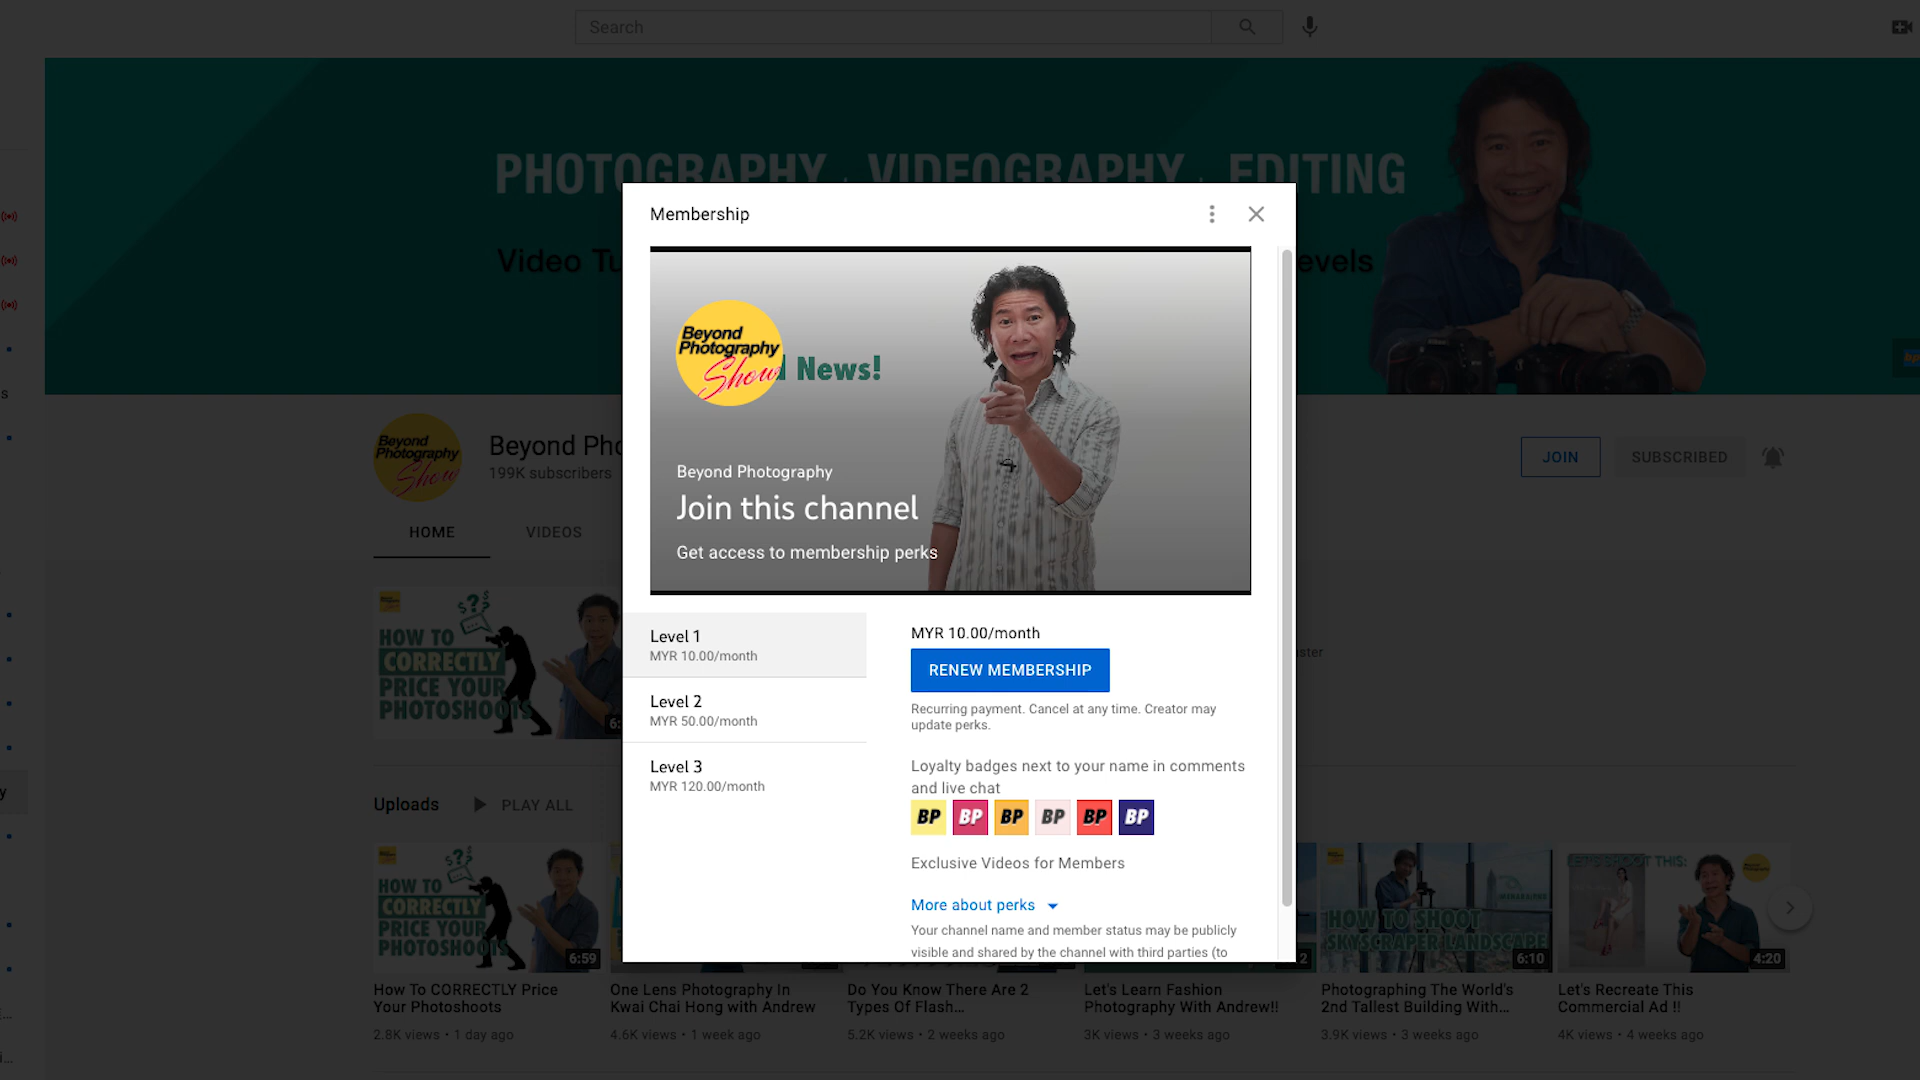 Search
PHOTOGRAPHY . VIDEOGRAPHY . EDITING
Video
evels
Membership
Beyond
Photography
Show
News!
Beyond Photography
Join this channel
Get access to membership perks
Beyond
Photography
Show
Beyond
199K subscribers
JOIN
SUBSCRIBED
HOME
VIDEOS
HOW TO
CORRECTLY
PRICE YOUR
PHOTOSHOOTS
Level 1
MYR 10.00/month
Level 2
MYR 50.00/month
Level 3
MYR 120.00/month
MYR 10.00/month
RENEW MEMBERSHIP
Recurring payment. Cancel at any time. Creator may
update perks.
Loyalty badges next to your name in comments
and live chat
BP BP BP BP BP BP
Exclusive Videos for Members
More about perks
Your channel name and member status may be publicly
visible and shared by the channel with third parties (to
Uploads
PLAY ALL
HOW TO
CORRECTLY
PRICE YOUR
PHOTOSHOOTS
6:59
HOW TO SHOOT
SKYSCRAPER LANDSCAPE
6:10
LET'S SHOOT THIS:
4:20
How To CORRECTLY Price
Your Photoshoots
2.8K views • 1 day ago
One Lens Photography In
Kwai Chai Hong with Andrew
4.6K views • 1 week ago
Do You Know There Are 2
Types Of Flash...
5.2K views • 2 weeks ago
Let's Learn Fashion
Photography With Andrew!!
3K views • 3 weeks ago
Photographing The World's
2nd Tallest Building With...
3.9K views • 3 weeks ago
Let's Recreate This
Commercial Ad !!
4K views • 4 weeks ago